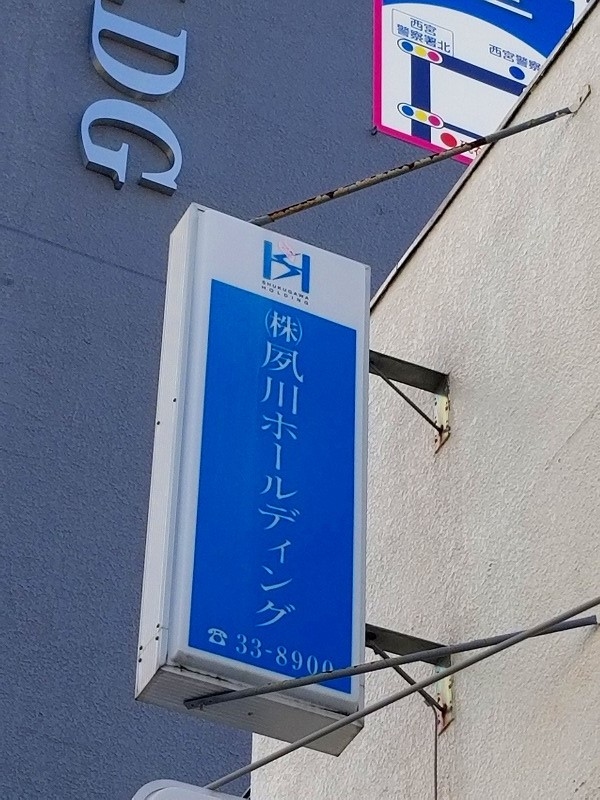 LDG
西宮
警察署北
西宮警察
SHUKUGAWA
HOLDING
㈱夙川ホールディング
☎33-8900